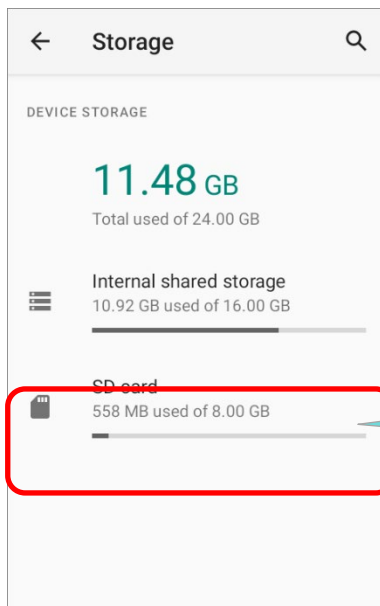 Storage
DEVICE STORAGE
11.48 GB
Total used of 24.00 GB
Internal shared storage
10.92 GB used of 16.00 GB
SD card
558 MB used of 8.00 GB